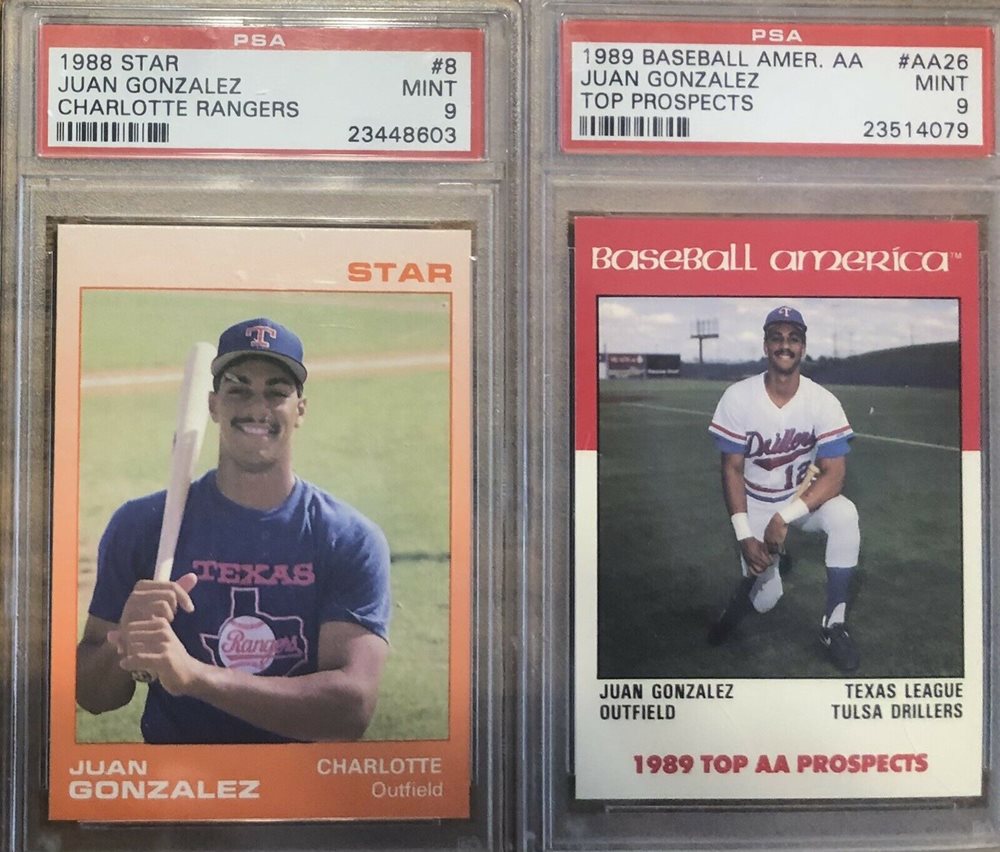 PSA
1988 STAR #8
JUAN GONZALEZ MINT
CHARLOTTE RANGERS 9
23448603
STAR
T
TEXAS
Rangers
JUAN CHARLOTTE
GONZALEZ Outfield
PSA
1989 BASEBALL AMER. AA #AA26
JUAN GONZALEZ MINT
TOP PROSPECTS 9
23514079
Baseball america™
T
Drillers
12
JUAN GONZALEZ TEXAS LEAGUE
OUTFIELD TULSA DRILLERS
1989 TOP AA PROSPECTS